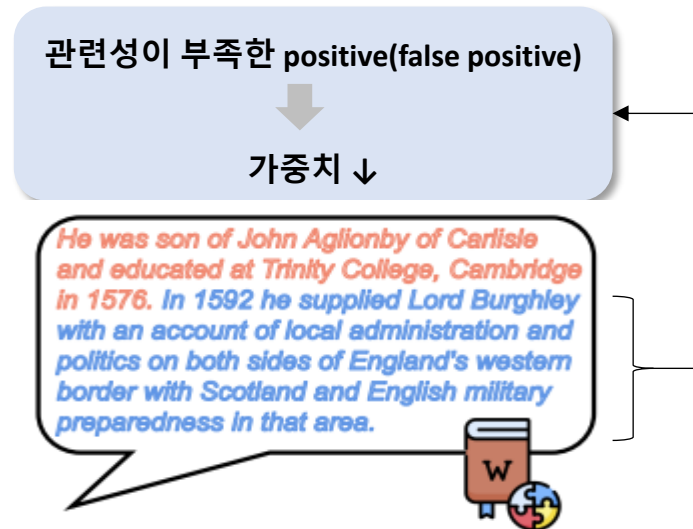 관련성이 부족한 positive(false positive)
가중치 ↓
He was son of John Aglionby of Carlisle
and educated at Trinity College, Cambridge
in 1576. In 1592 he supplied Lord Burghley
with an account of local administration and
politics on both sides of England's western
border with Scotland and English military
preparedness in that area.
W